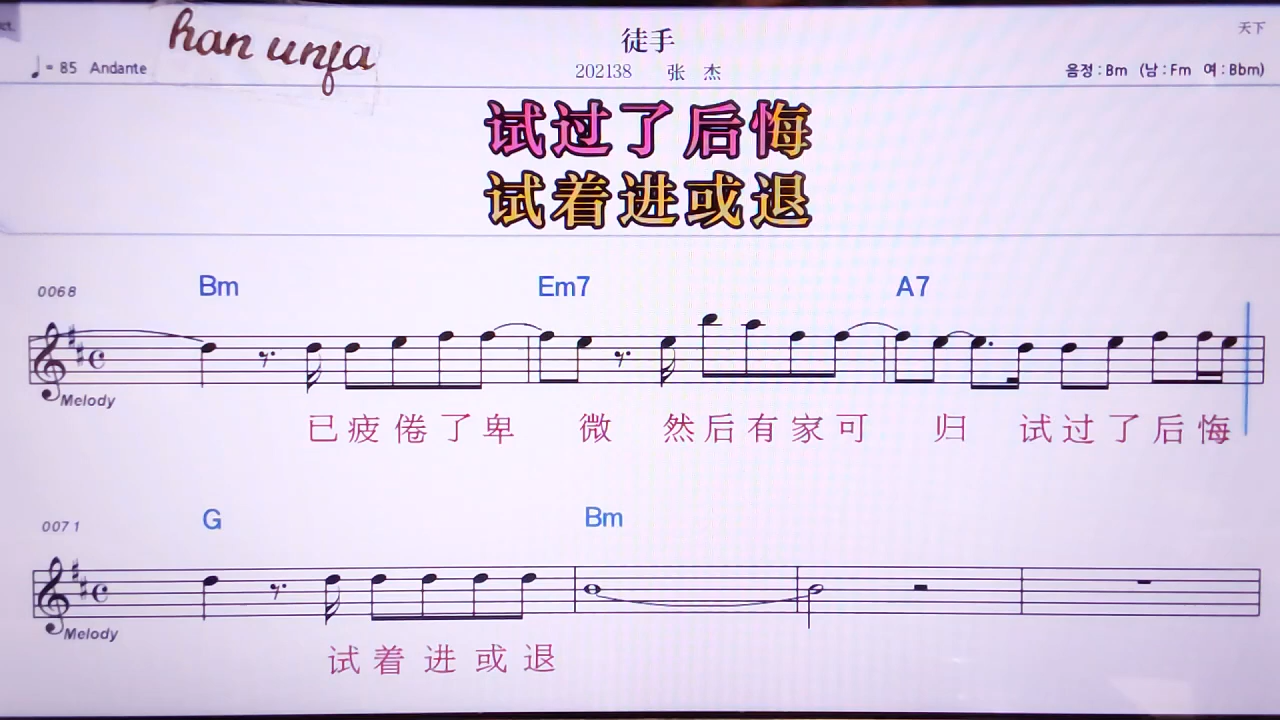 han unja
徒手
天下
♩= 85 Andante
202138 张 杰
음정 : Bm (남 : Fm 여 : Bbm)
试过了后悔
试着进或退
0068 Bm Em7 A7
Melody
已疲倦了卑 微 然后有家可 归 试过了后悔
0071 G Bm
Melody
试着进或退